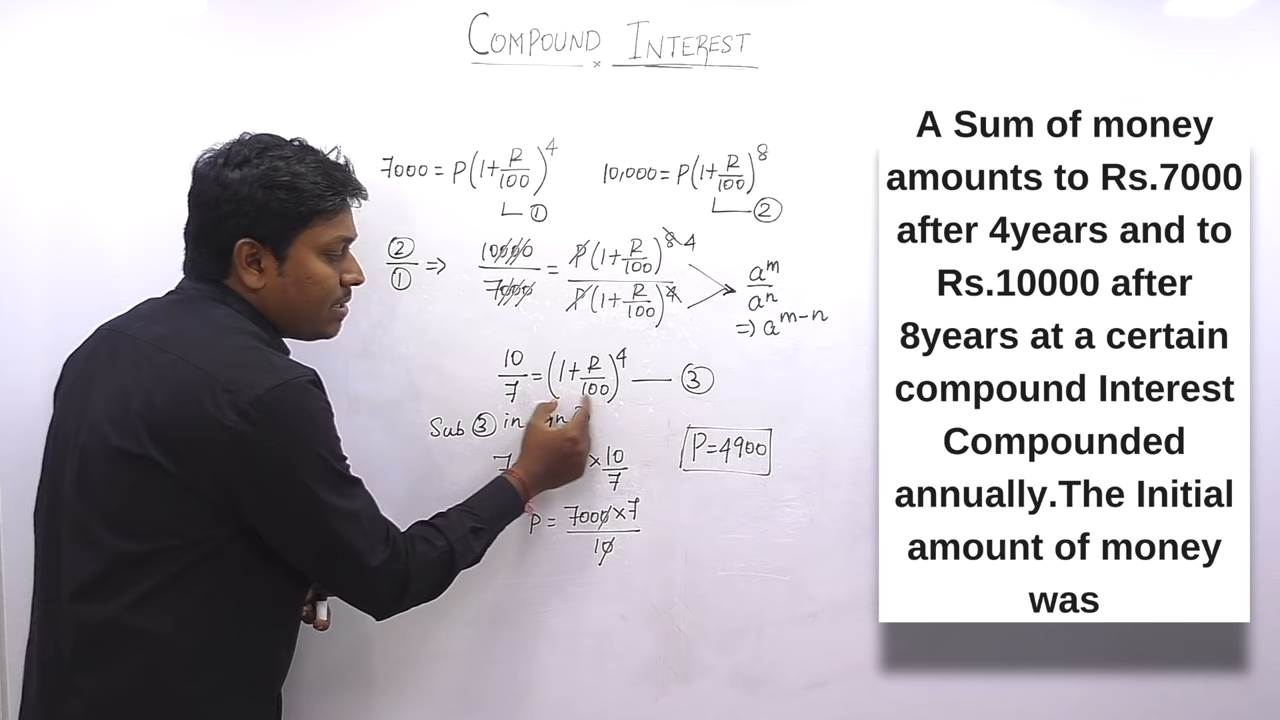 COMPOUND INTEREST
×
7000 = P(1+R/100)^4
① 
10,000 = P(1+R/100)^8
②
②/① ⇒ 10000/7000 = P(1+R/100)^8 4/P(1+R/100)^4
a^m/a^n
⇒ a^m-n
10/7 = (1+R/100)^4 — ③
Sub ③ in
7 × 10/7
P = 7000×7/10
P=4900
A Sum of money
amounts to Rs.7000
after 4years and to
Rs.10000 after
8years at a certain
compound Interest
Compounded
annually.The Initial
amount of money
was